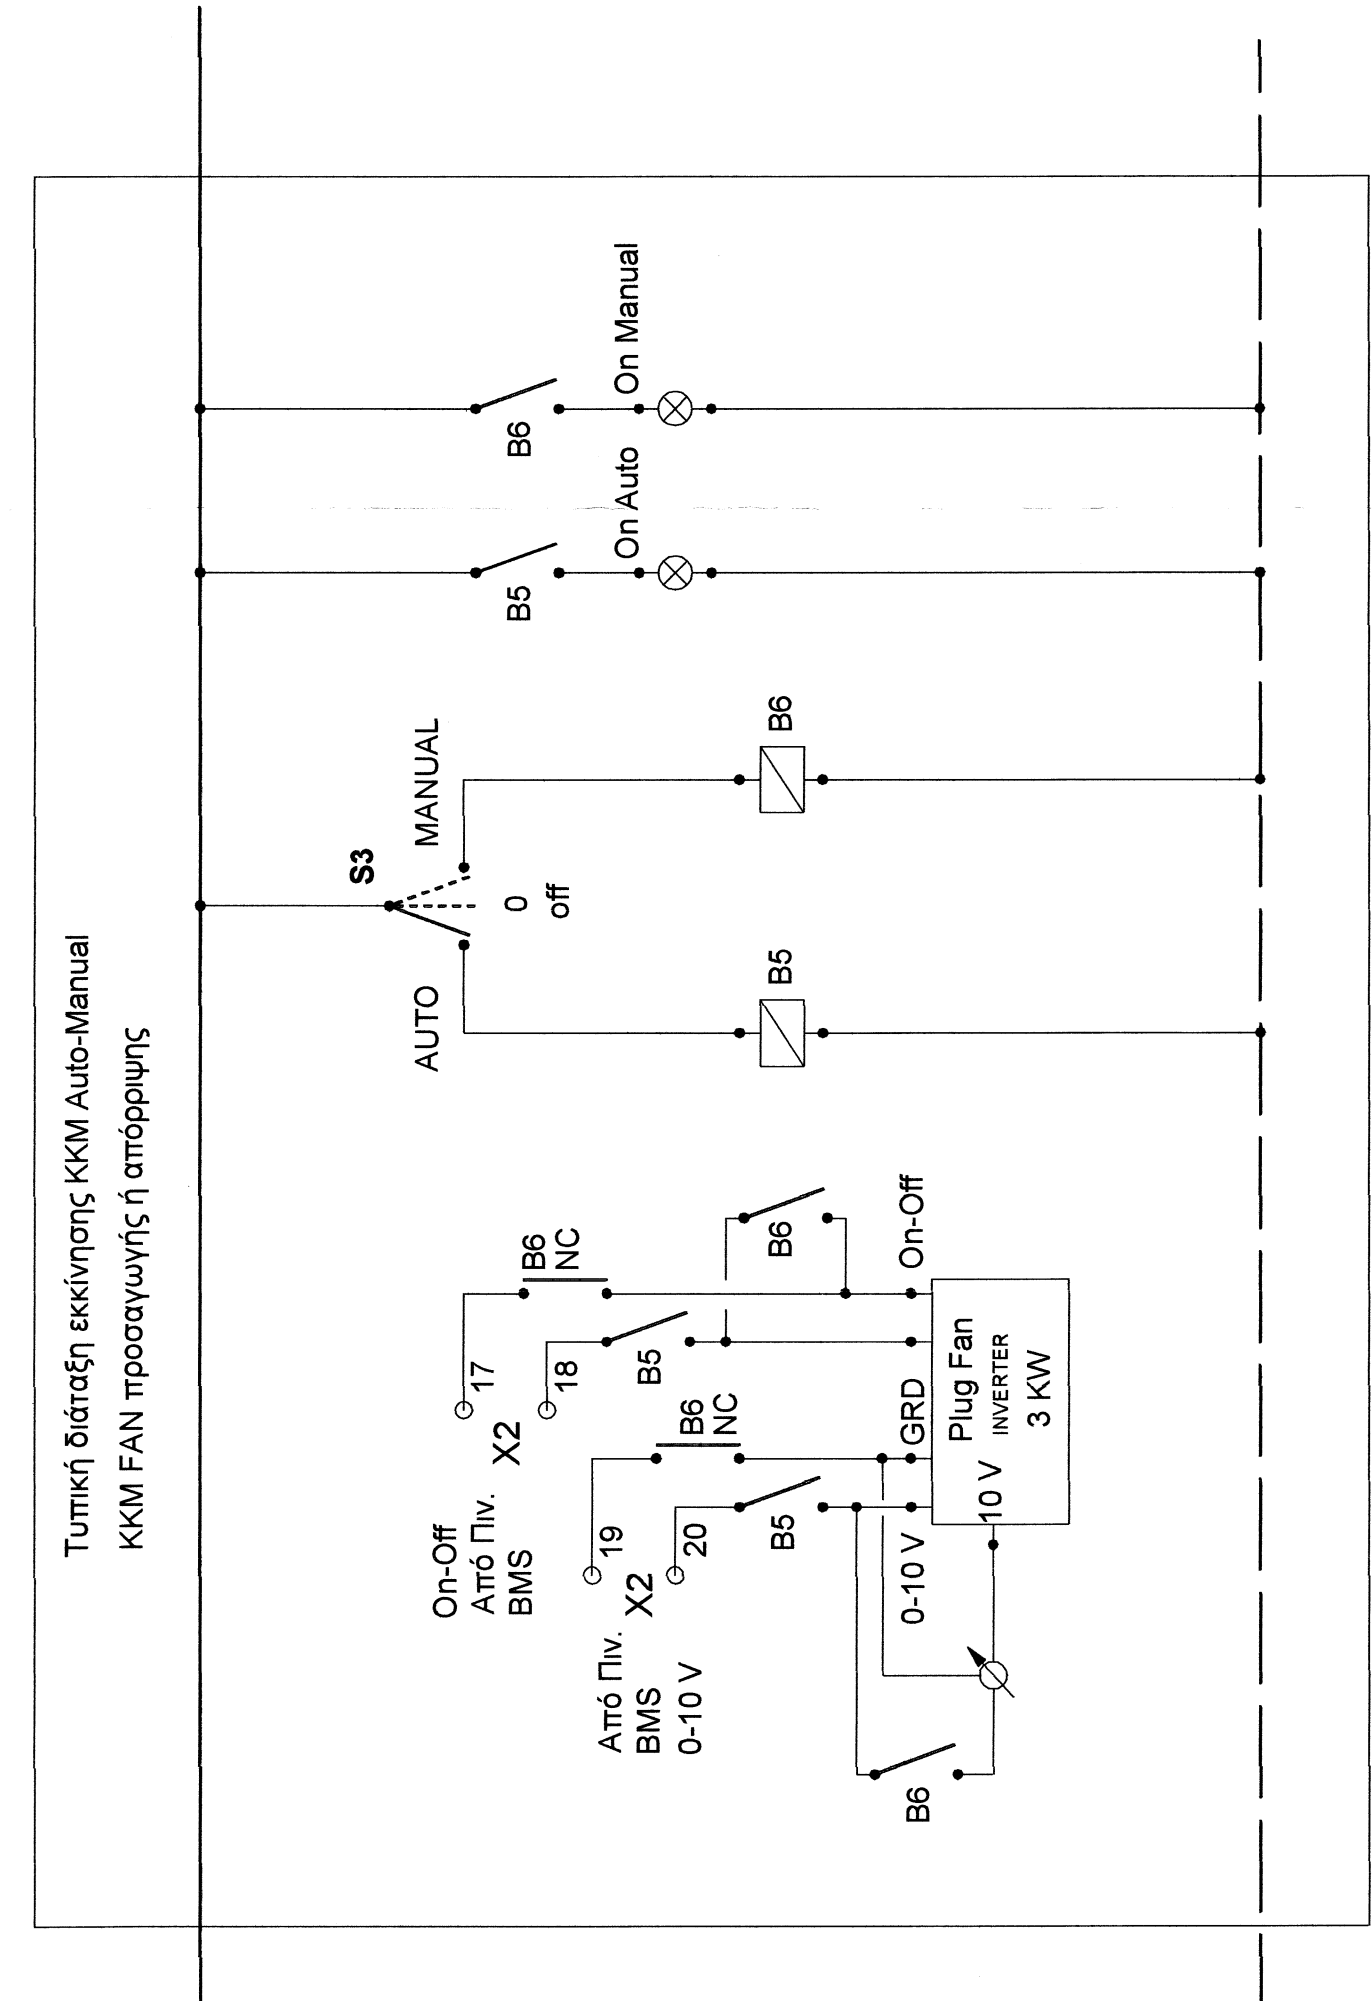 Τυπική διάταξη εκκίνησης ΚΚΜ Auto-Manual
ΚΚΜ FAN προσαγωγής ή απόρριψης
S3
AUTO
MANUAL
0
off
B5
B6
B5
On Auto
B6
On Manual
On-Off
Από Πιν.
BMS
X2
17
18
B6
NC
B5
B6
Από Πιν.
BMS
0-10 V
X2
19
20
B6
NC
B5
B6
0-10 V
GRD
On-Off
10 V
Plug Fan
INVERTER
3 KW